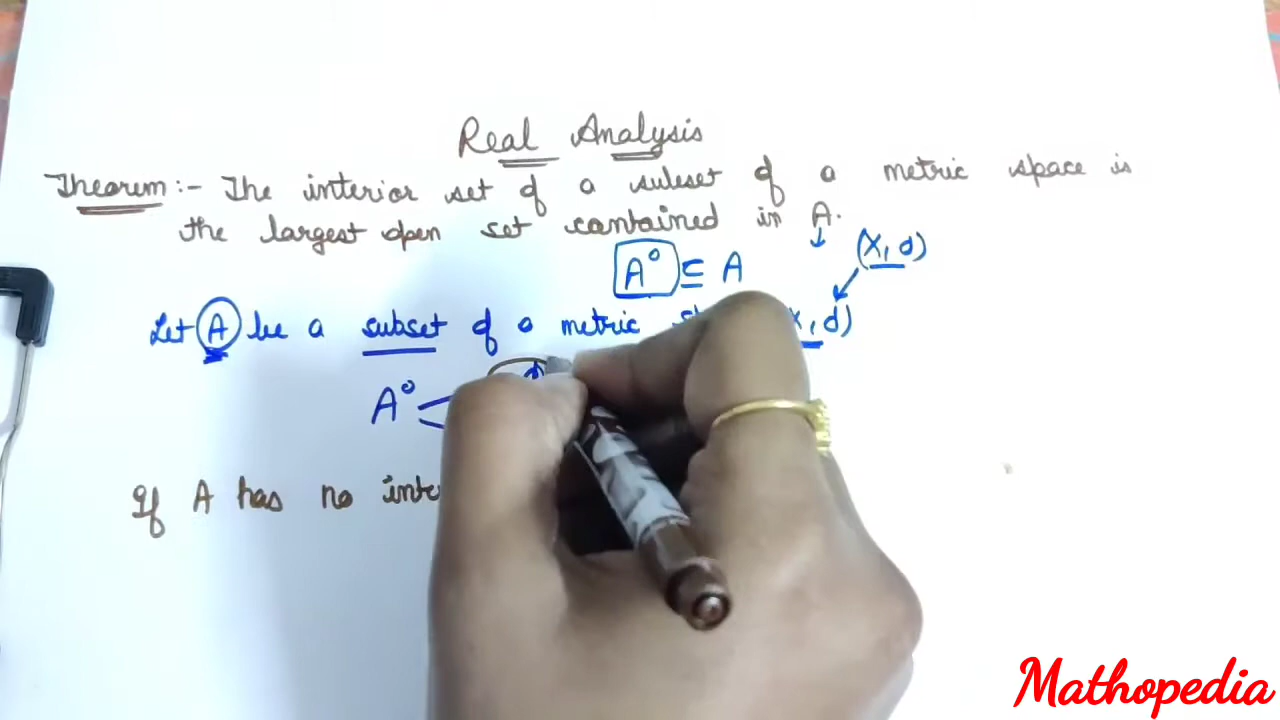 Real Analysis
Theorem:- The interior set of a subset of a metric space is
the largest open set contained in A.
(X, d)
A° ⊆ A
Let A be a subset of a metric (X, d)
A°
If A has no
Mathopedia